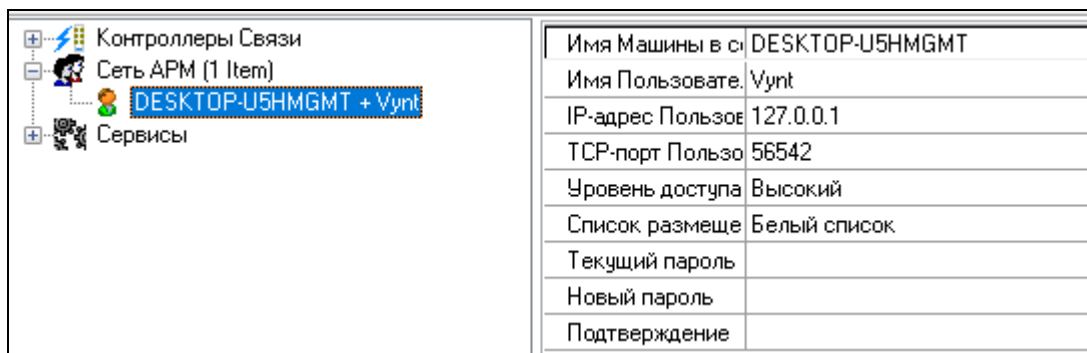 Контроллеры Связи
Сеть АРМ (1 Item)
DESKTOP-U5HMGMT + Vynt
Сервисы
Имя Машины в се DESKTOP-U5HMGMT
Имя Пользовате. Vynt
IP-адрес Пользов 127.0.0.1
TCP-порт Пользо 56542
Уровень доступа Высокий
Список размеще Белый список
Текущий пароль
Новый пароль
Подтверждение